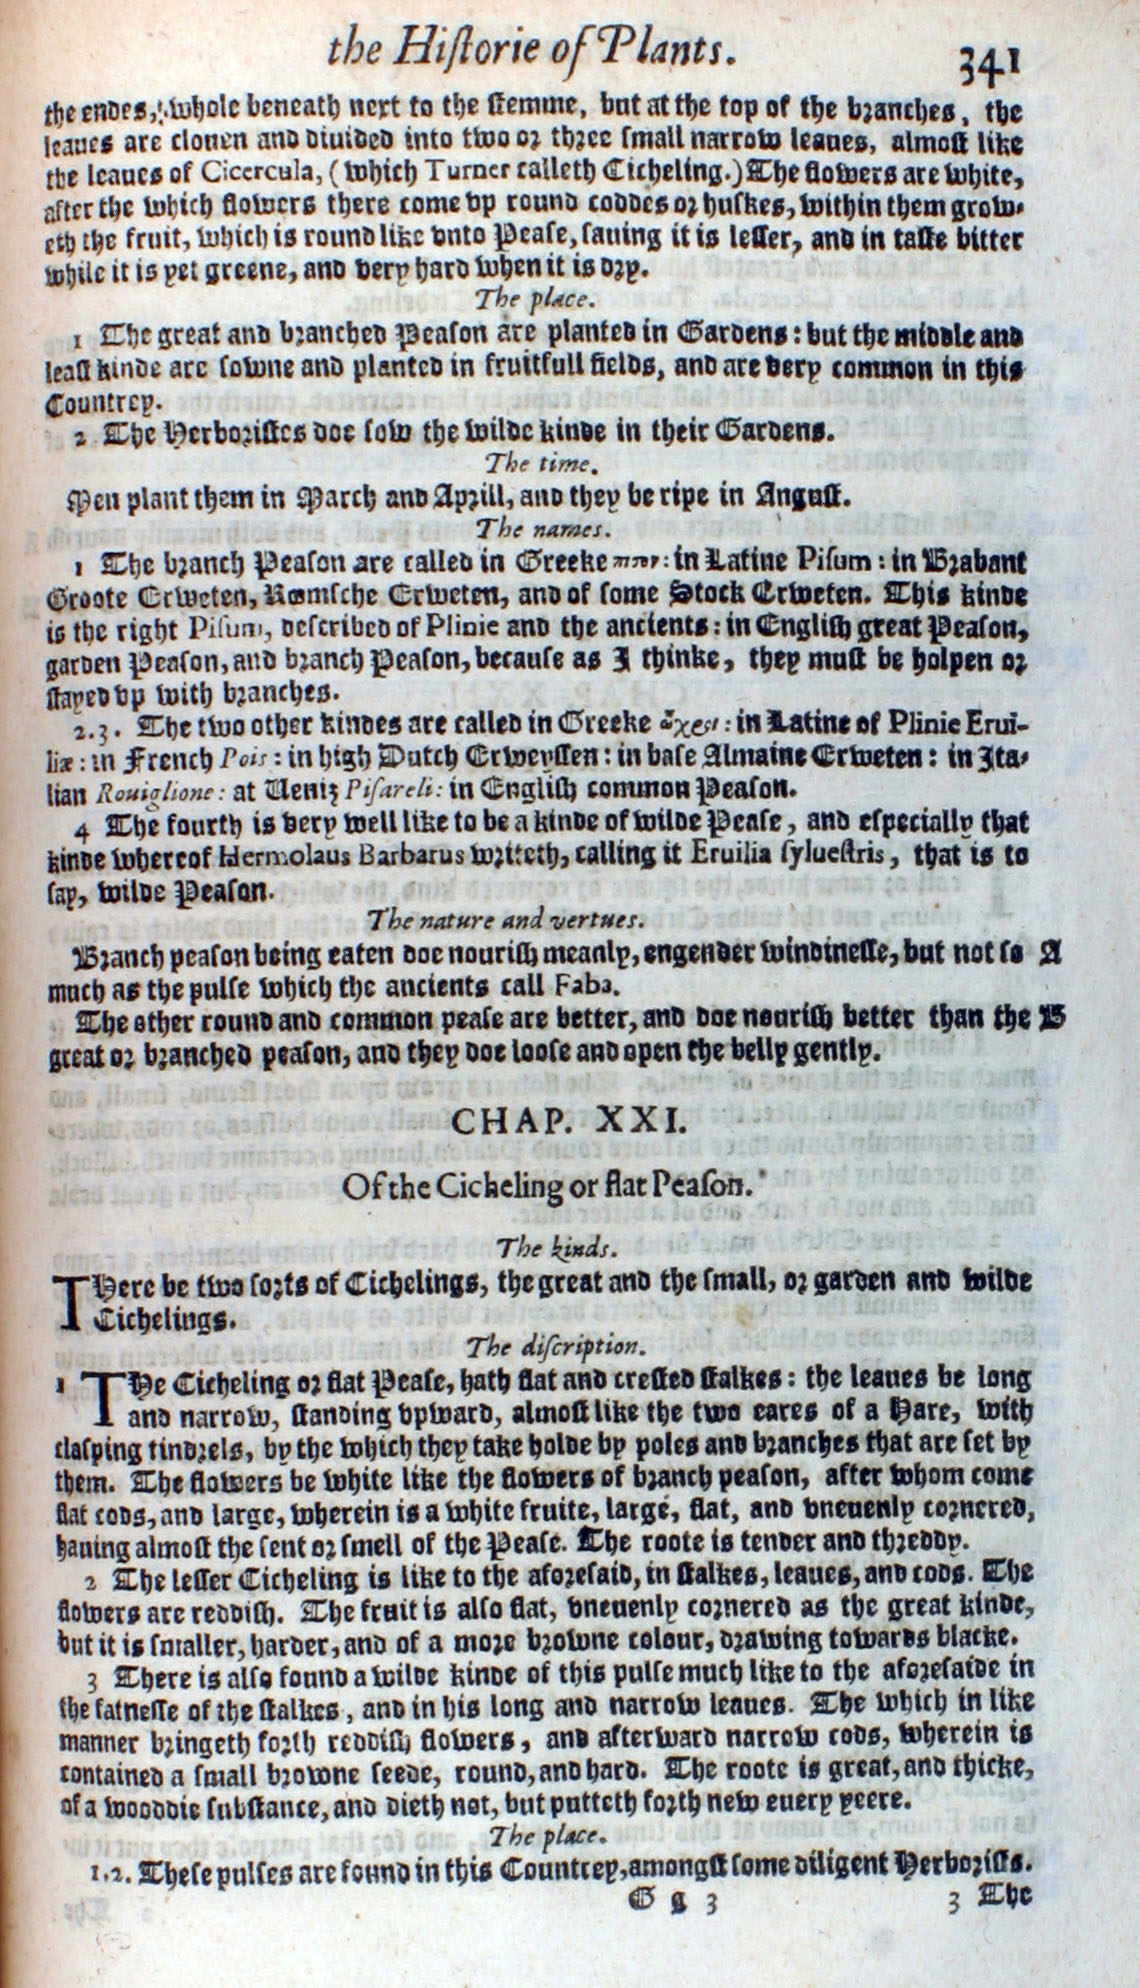 the Hiſtorie of Plants. 341
the endes, whole beneath next to the ſtemme, but at the top of the branches, the
leaues are clouen and diuided into two or three ſmall narrow leaues, almoſt like
the leaues of Cicercula, (which Turner calleth Cicheling.) The flowers are white,
after the which flowers there come vp round coddes or huſkes, within them grow-
eth the fruit, which is round like vnto Peaſe, ſauing it is leſſer, and in taſte bitter
while it is yet greene, and very hard when it is dry.
The place.
1 The great and branched Peaſon are planted in Gardens: but the middle and
leaſt kinde are ſowne and planted in fruitfull fields, and are very common in this
Countrey.
2 The Herboriſtes doe ſow the wilde kinde in their Gardens.
The time.
Men plant them in March and Aprill, and they be ripe in Auguſt.
The names.
1 The branch Peaſon are called in Greeke : in Latine Piſum: in Brabant
Groote Erweten, Rœmſche Erweten, and of ſome Stock Erweten. This kinde
is the right Piſum, deſcribed of Plinie and the ancients: in Engliſh great Peaſon,
garden Peaſon, and branch Peaſon, becauſe as I thinke, they muſt be holpen or
ſtayed vp with branches.
2.3. The two other kindes are called in Greeke : in Latine of Plinie Erui-
liæ: in French Pois: in high Dutch Erweyſſen: in baſe Almaine Erweten: in Ita-
lian Rouiglione: at Veniz Piſareli: in Engliſh common Peaſon.
4 The fourth is very well like to be a kinde of wilde Peaſe, and eſpecially that
kinde whereof Hermolaus Barbarus writeth, calling it Eruilia ſylueſtris, that is to
ſay, wilde Peaſon.
The nature and vertues.
Branch peaſon being eaten doe nouriſh meanly, engender windineſſe, but not ſo A
much as the pulſe which the ancients call Faba.
The other round and common peaſe are better, and doe nouriſh better than the B
great or branched peaſon, and they doe looſe and open the belly gently.
CHAP. XXI.
Of the Cicheling or flat Peaſon.
The kinds.
THere be two ſorts of Cichelings, the great and the ſmall, or garden and wilde
Cichelings.
The diſcription.
1 THe Cicheling or flat Peaſe, hath flat and creſted ſtalkes: the leaues be long
and narrow, ſtanding vpward, almoſt like the two eares of a Hare, with
claſping tindrels, by the which they take holde by poles and branches that are ſet by
them. The flowers be white like the flowers of branch peaſon, after whom come
flat cods, and large, wherein is a white fruite, large, flat, and vneuenly cornered,
hauing almoſt the ſent or ſmell of the Peaſe. The roote is tender and threddy.
2 The leſſer Cicheling is like to the aforeſaid, in ſtalkes, leaues, and cods. The
flowers are reddiſh. The fruit is alſo flat, vneuenly cornered as the great kinde,
but it is ſmaller, harder, and of a more browne colour, drawing towards blacke.
3 There is alſo found a wilde kinde of this pulſe much like to the aforeſaide in
the fatneſſe of the ſtalkes, and in his long and narrow leaues. The which in like
manner bringeth forth reddiſh flowers, and afterward narrow cods, wherein is
contained a ſmall browne ſeede, round, and hard. The roote is great, and thicke,
of a wooddie ſubſtance, and dieth not, but putteth forth new euery yeere.
The place.
1.2. Theſe pulſes are found in this Countrey, amongſt ſome diligent Herboriſts.
G g 3 3 The